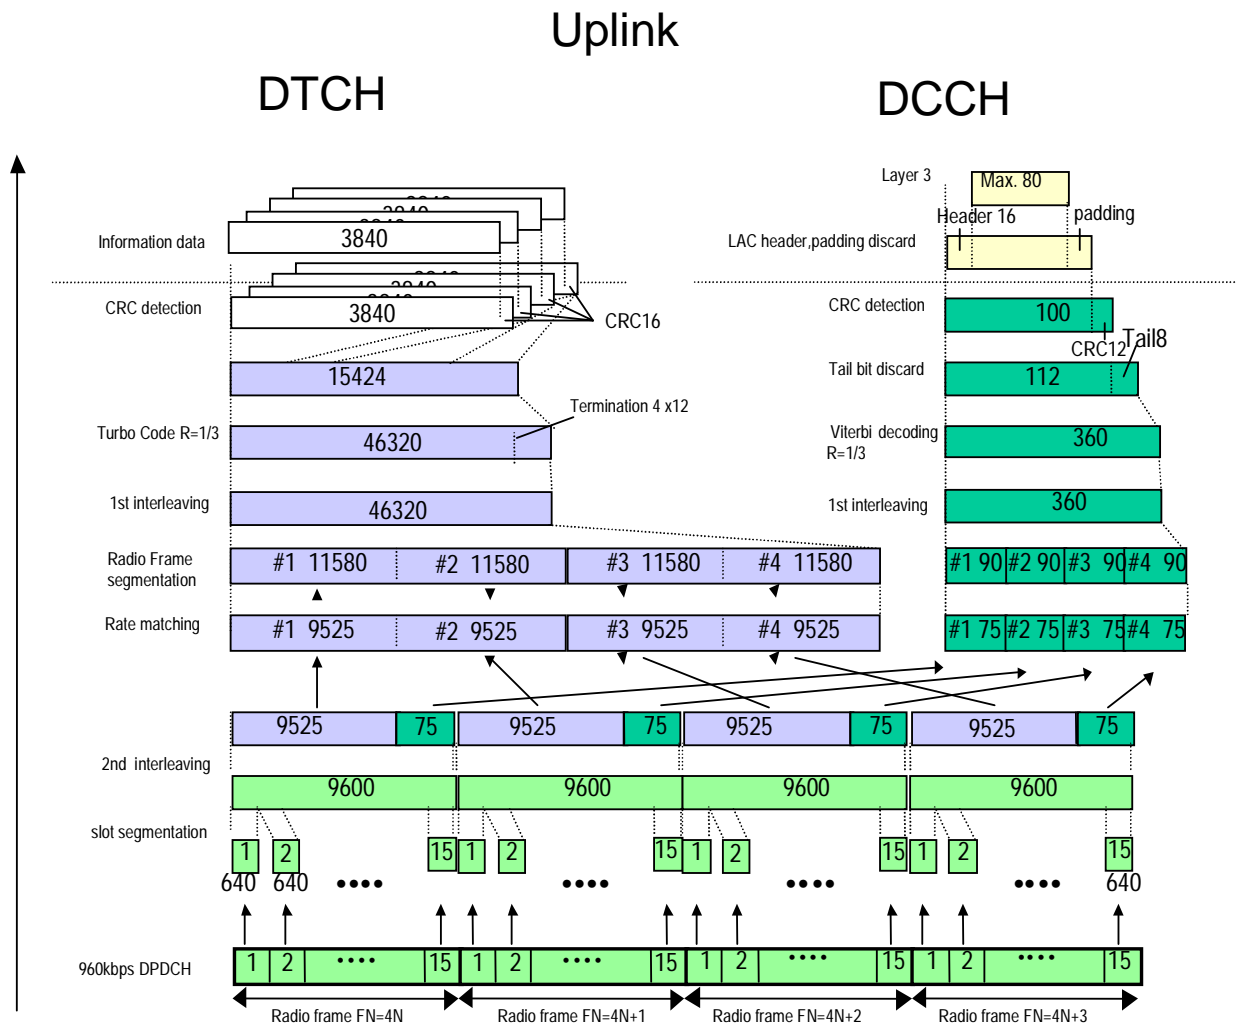 Uplink
DTCH
DCCH
Layer 3
Max. 80
Header 16
padding
Information data
3840
3840
3840
LAC header,padding discard
CRC detection
3840
CRC16
CRC detection
100
CRC12
Tail8
15424
Tail bit discard
112
Termination 4 x12
Turbo Code R=1/3
46320
Viterbi decoding
R=1/3
360
1st interleaving
46320
1st interleaving
360
Radio Frame
segmentation
#1 11580
#2 11580
#3 11580
#4 11580
#1 90
#2 90
#3 90
#4 90
Rate matching
#1 9525
#2 9525
#3 9525
#4 9525
#1 75
#2 75
#3 75
#4 75
9525
75
9525
75
9525
75
9525
75
2nd interleaving
9600
9600
9600
9600
slot segmentation
1
2
15
1
2
15
1
2
15
1
2
15
640
640
640
960kbps DPDCH
1
2
15
1
2
15
1
2
15
1
2
15
Radio frame FN=4N
Radio frame FN=4N+1
Radio frame FN=4N+2
Radio frame FN=4N+3